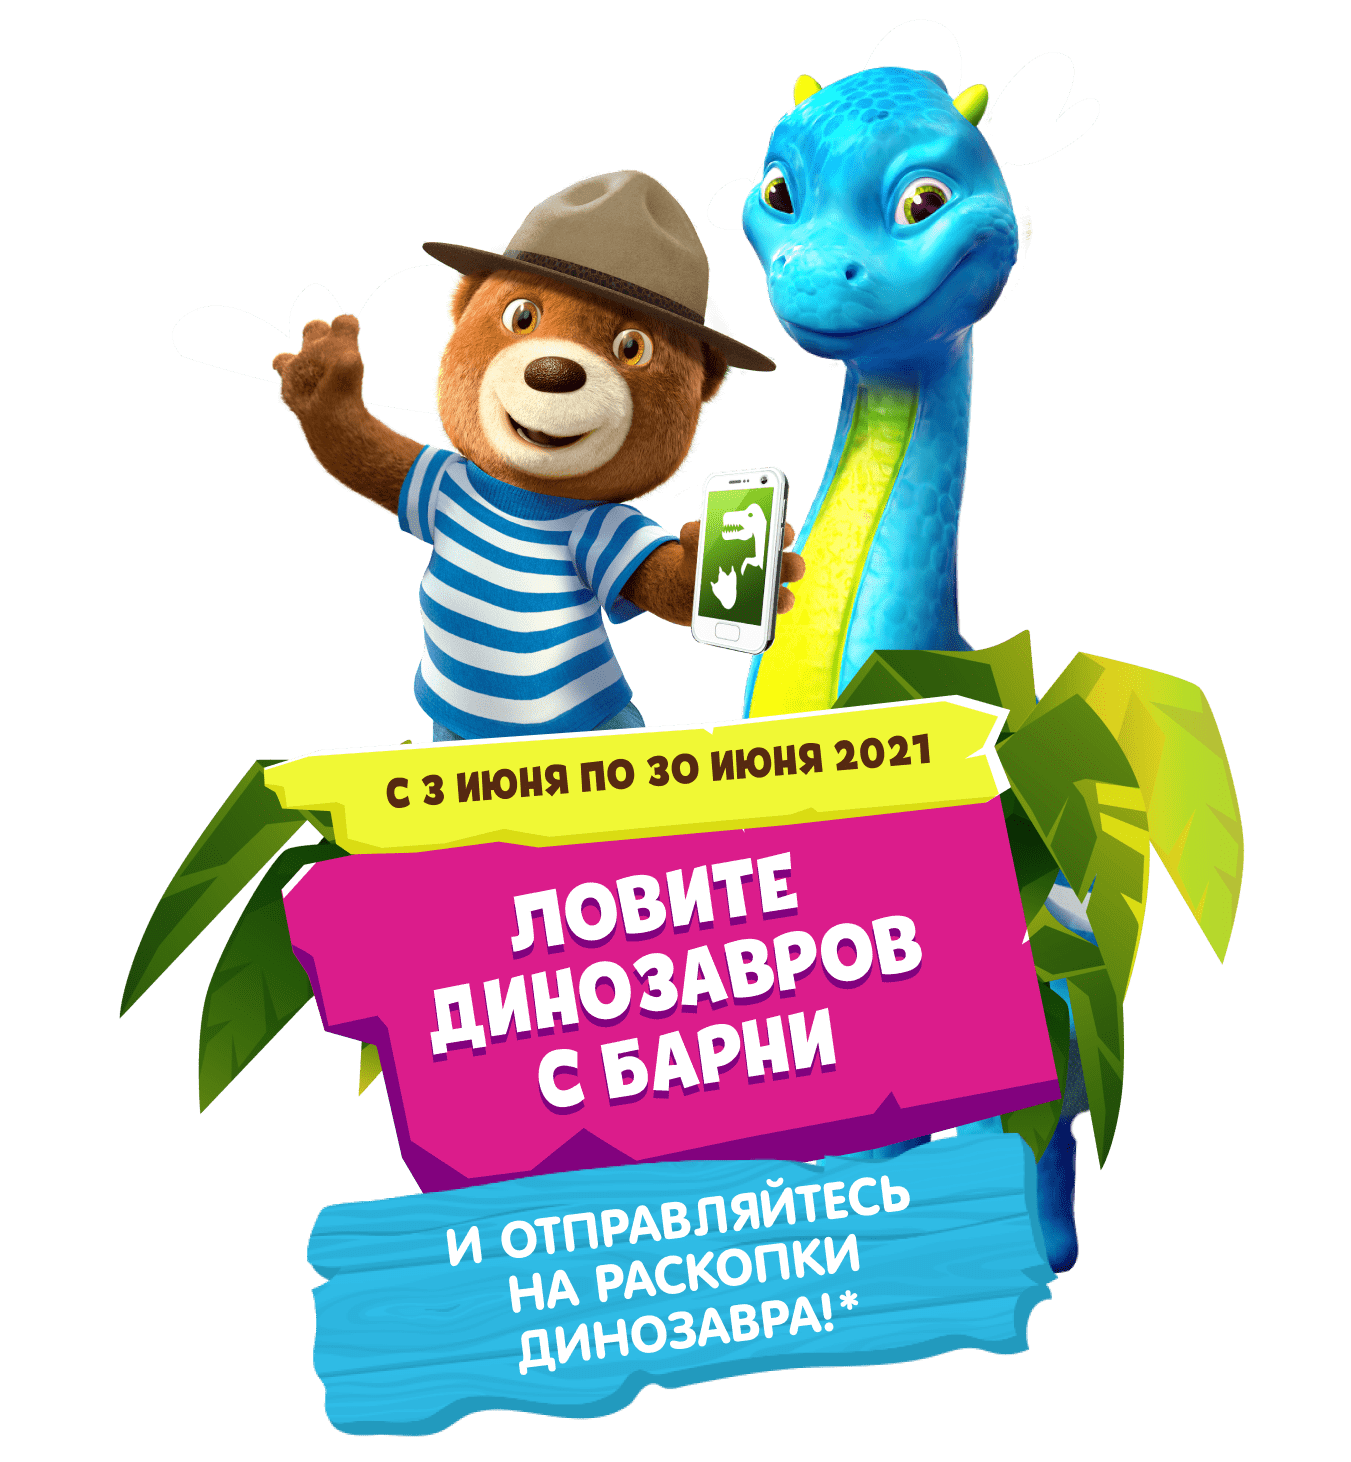 С 3 ИЮНЯ ПО 30 ИЮНЯ 2021
ЛОВИТЕ
ДИНОЗАВРОВ
С БАРНИ
И ОТПРАВЛЯЙТЕСЬ
НА РАСКОПКИ
ДИНОЗАВРА!*